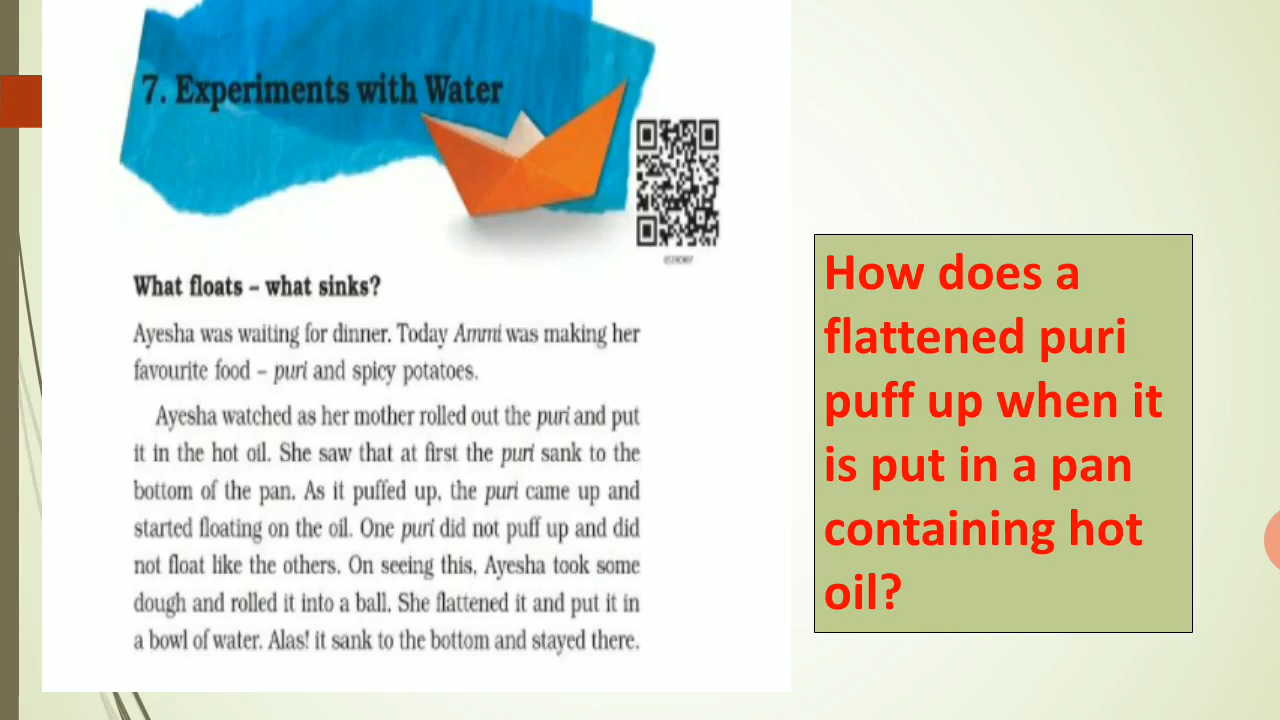 7. Experiments with Water
What floats – what sinks?
Ayesha was waiting for dinner. Today Ammi was making her
favourite food – puri and spicy potatoes.
Ayesha watched as her mother rolled out the puri and put
it in the hot oil. She saw that at first the puri sank to the
bottom of the pan. As it puffed up, the puri came up and
started floating on the oil. One puri did not puff up and did
not float like the others. On seeing this, Ayesha took some
dough and rolled it into a ball. She flattened it and put it in
a bowl of water. Alas! it sank to the bottom and stayed there.
How does a
flattened puri
puff up when it
is put in a pan
containing hot
oil?